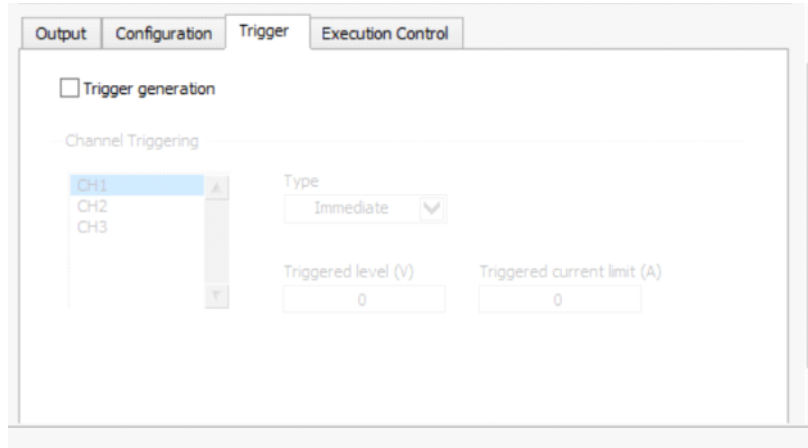 Output Configuration Trigger Execution Control
Trigger generation
Channel Triggering
CH1
CH2
CH3
Type
Immediate
Triggered level (V) Triggered current limit (A)
0 0